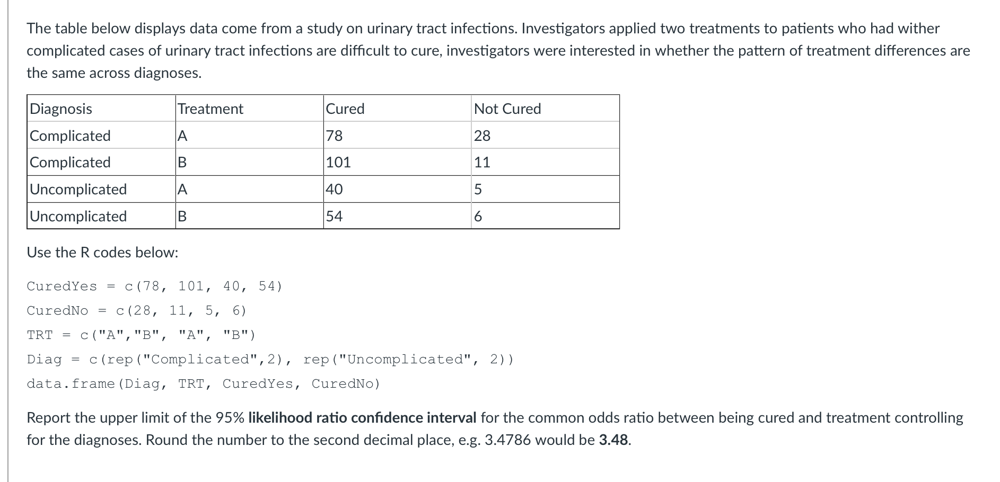 The table below displays data come from a study on urinary tract infections. Investigators applied two treatments to patients who had wither
complicated cases of urinary tract infections are difficult to cure, investigators were interested in whether the pattern of treatment differences are
the same across diagnoses.
Diagnosis Treatment Cured Not Cured
Complicated A 78 28
Complicated B 101 11
Uncomplicated A 40 5
Uncomplicated B 54 6
Use the R codes below:
CuredYes = c(78, 101, 40, 54)
CuredNo = c(28, 11, 5, 6)
TRT = c("A","B", "A", "B")
Diag = c(rep("Complicated",2), rep("Uncomplicated", 2))
data.frame(Diag, TRT, CuredYes, CuredNo)
Report the upper limit of the 95% likelihood ratio confidence interval for the common odds ratio between being cured and treatment controlling
for the diagnoses. Round the number to the second decimal place, e.g. 3.4786 would be 3.48.